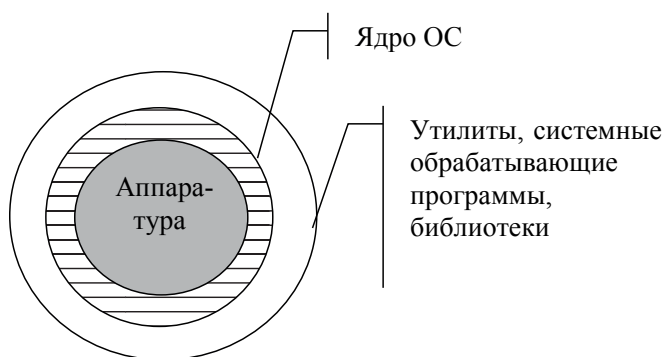 Ядро ОС
Утилиты, системные
обрабатывающие
программы,
библиотеки
Аппара-
тура